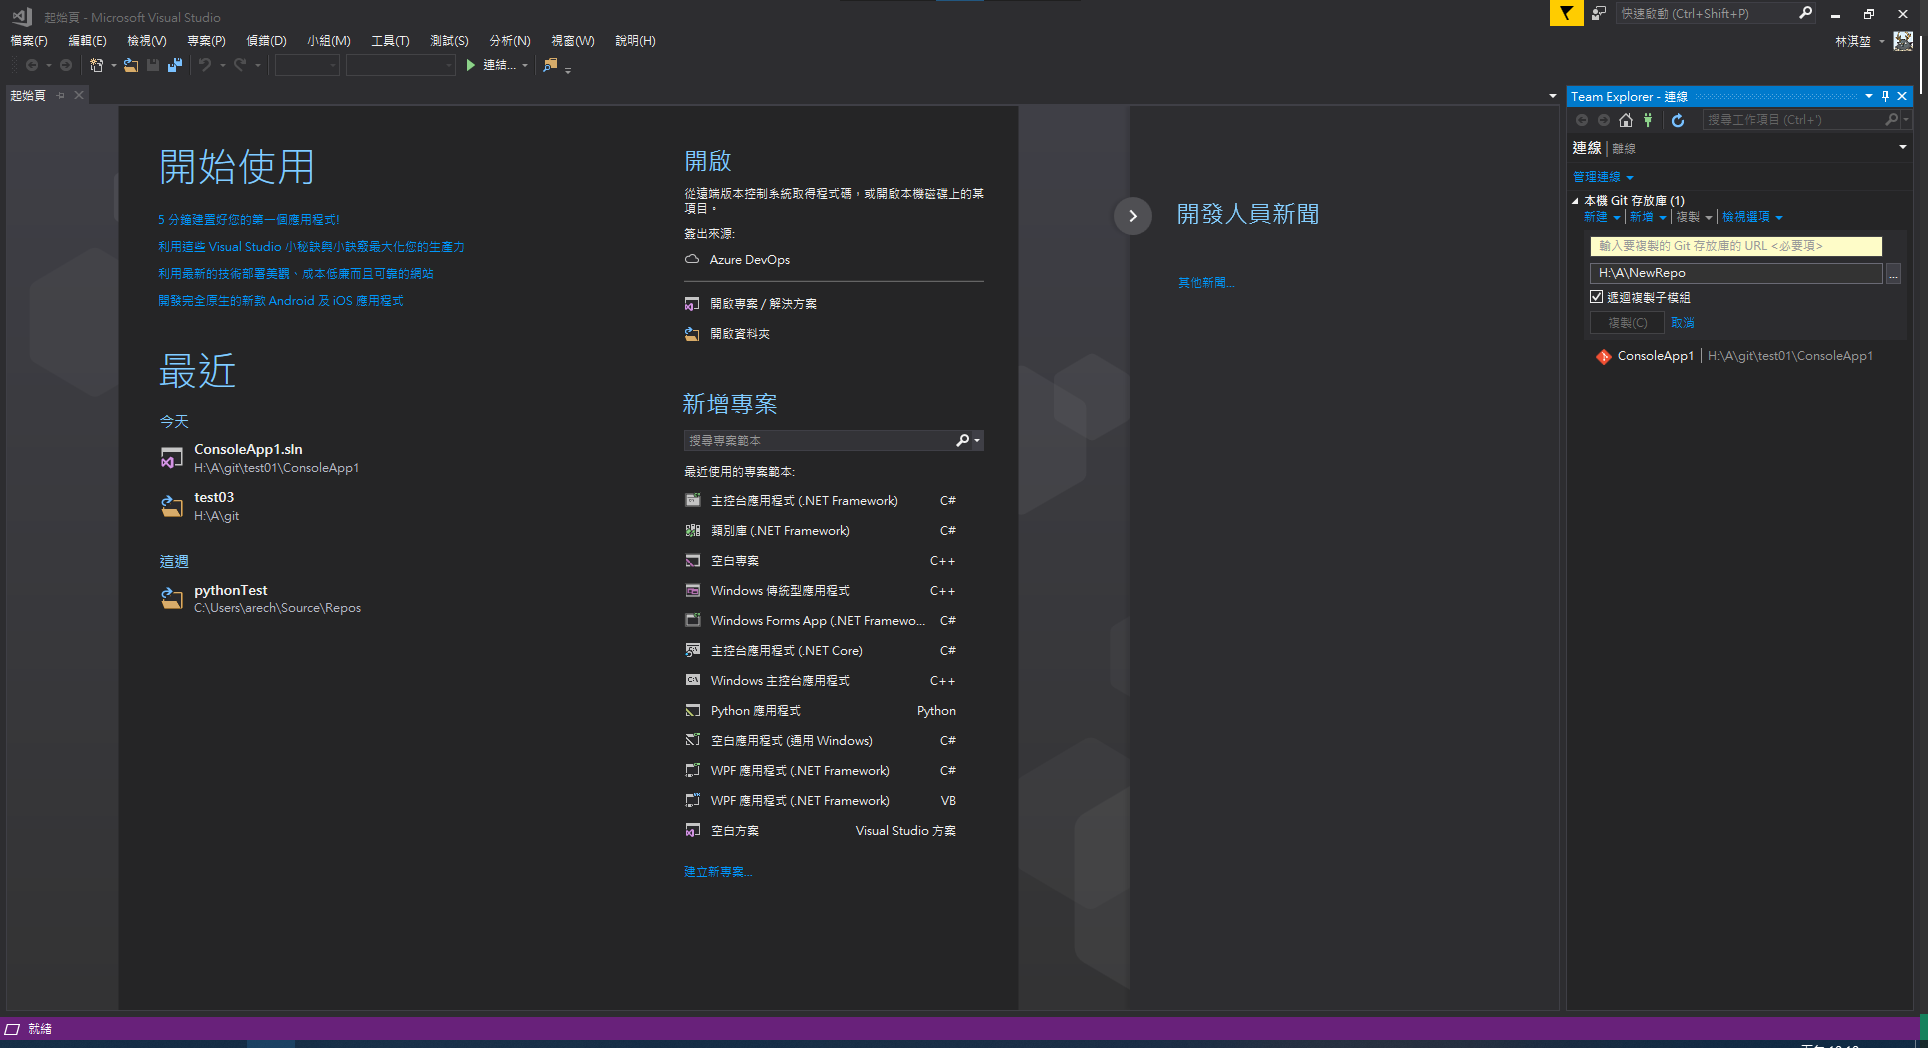 起始頁 - Microsoft Visual Studio
快速啟動 (Ctrl+Shift+P)
檔案(F) 編輯(E) 檢視(V) 專案(P) 偵錯(D) 小組(M) 工具(T) 測試(S) 分析(N) 視窗(W) 說明(H)
林淇堃
連結...
起始頁
開始使用
5 分鐘建置好您的第一個應用程式!
利用這些 Visual Studio 小秘訣與小訣竅最大化您的生產力
利用最新的技術部署美觀、成本低廉而且可靠的網站
開發完全原生的新款 Android 及 iOS 應用程式
最近
今天
ConsoleApp1.sln
H:\A\git\test01\ConsoleApp1
test03
H:\A\git
這週
pythonTest
C:\Users\arech\Source\Repos
開啟
從遠端版本控制系統取得程式碼，或開啟本機磁碟上的某
項目。
簽出來源:
Azure DevOps
開啟專案 / 解決方案
開啟資料夾
新增專案
搜尋專案範本
最近使用的專案範本:
主控台應用程式 (.NET Framework) C#
類別庫 (.NET Framework) C#
空白專案 C++
Windows 傳統型應用程式 C++
Windows Forms App (.NET Framewo... C#
主控台應用程式 (.NET Core) C#
Windows 主控台應用程式 C++
Python 應用程式 Python
空白應用程式 (通用 Windows) C#
WPF 應用程式 (.NET Framework) C#
WPF 應用程式 (.NET Framework) VB
空白方案 Visual Studio 方案
建立新專案...
開發人員新聞
其他新聞...
Team Explorer - 連線
搜尋工作項目 (Ctrl+')
連線 | 離線
管理連線
本機 Git 存放庫 (1)
新建 | 新增 | 複製 | 檢視選項
輸入要複製的 Git 存放庫的 URL <必要項>
H:\A\NewRepo
...
遞迴複製子模組
複製(C) 取消
ConsoleApp1 | H:\A\git\test01\ConsoleApp1
就緒